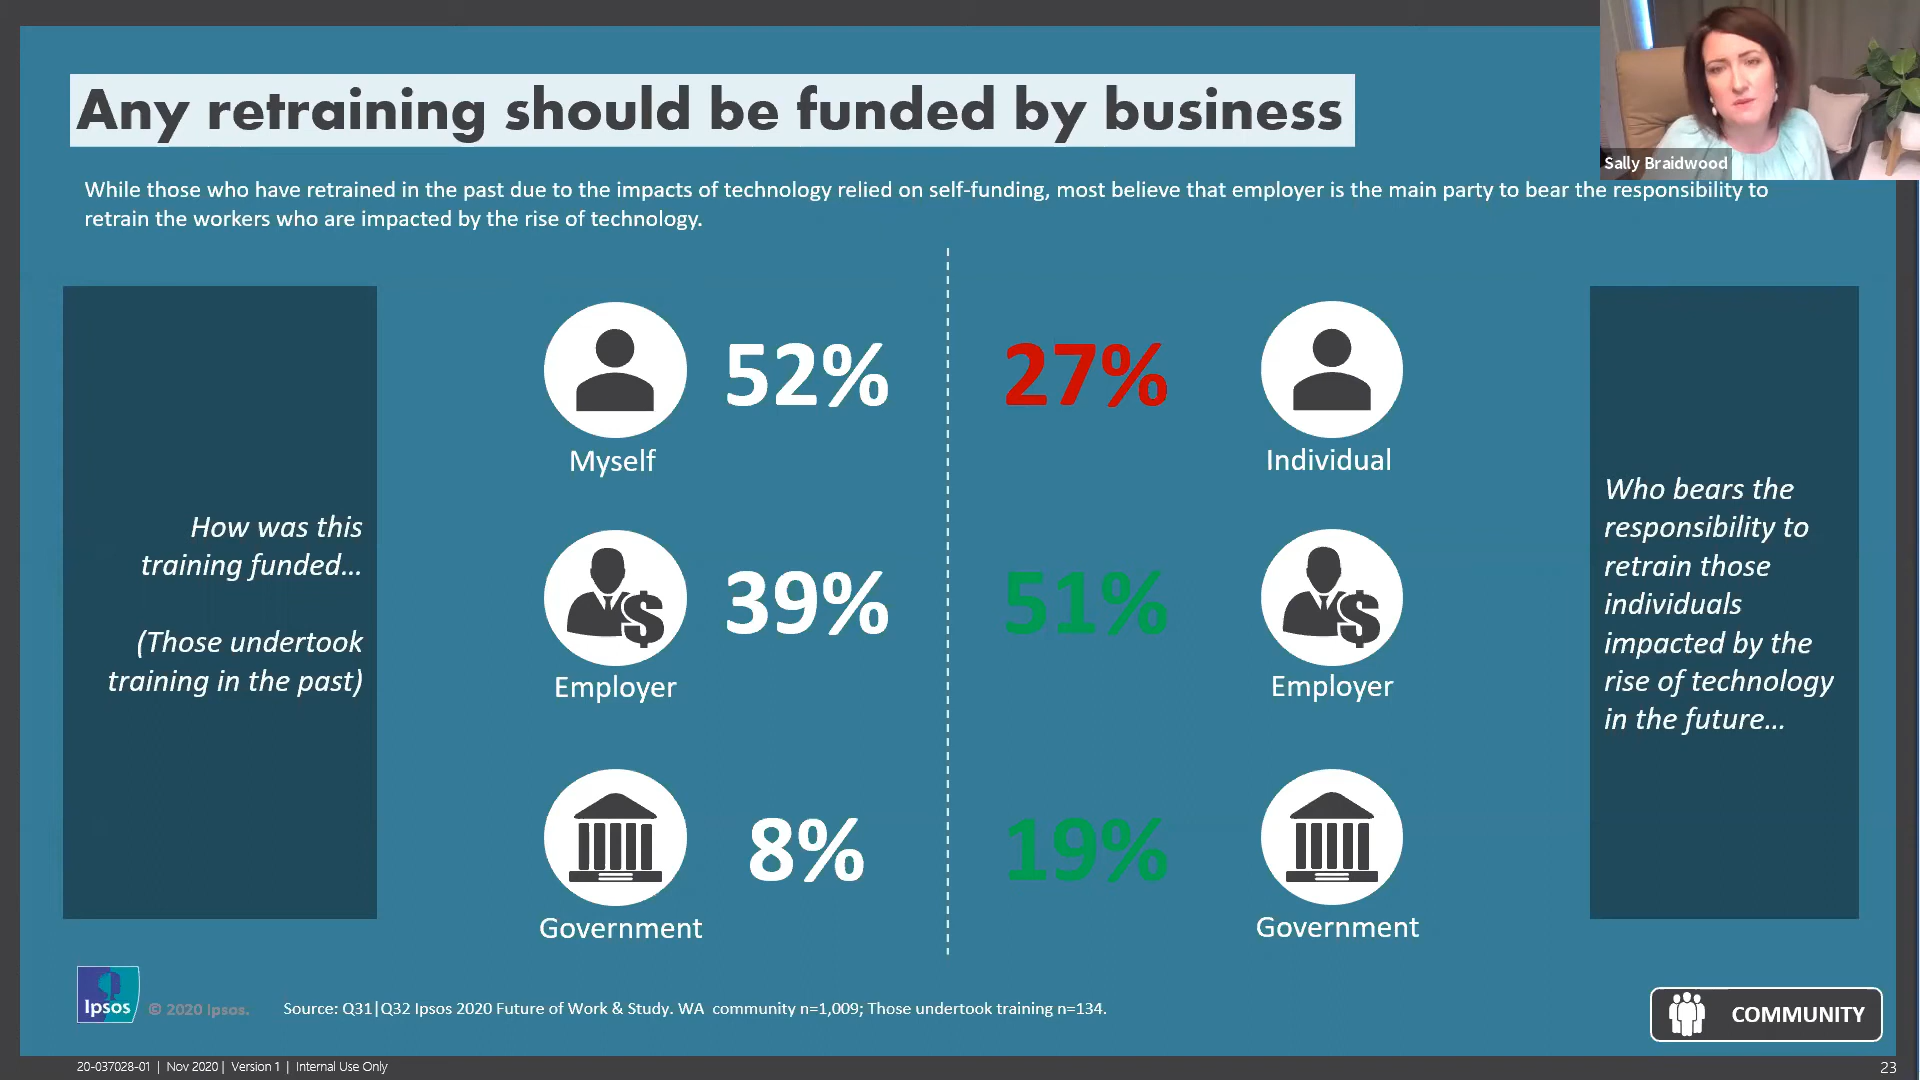 Any retraining should be funded by business
Sally Braidwood
While those who have retrained in the past due to the impacts of technology relied on self-funding, most believe that employer is the main party to bear the responsibility to
retrain the workers who are impacted by the rise of technology.
How was this
training funded...
(Those undertook
training in the past)
52%
Myself
39%
Employer
8%
Government
27%
Individual
51%
Employer
19%
Government
Who bears the
responsibility to
retrain those
individuals
impacted by the
rise of technology
in the future...
Ipsos
© 2020 Ipsos.
Source: Q31|Q32 Ipsos 2020 Future of Work & Study. WA community n=1,009; Those undertook training n=134.
COMMUNITY
20-037028-01 | Nov 2020 | Version 1 | Internal Use Only
23